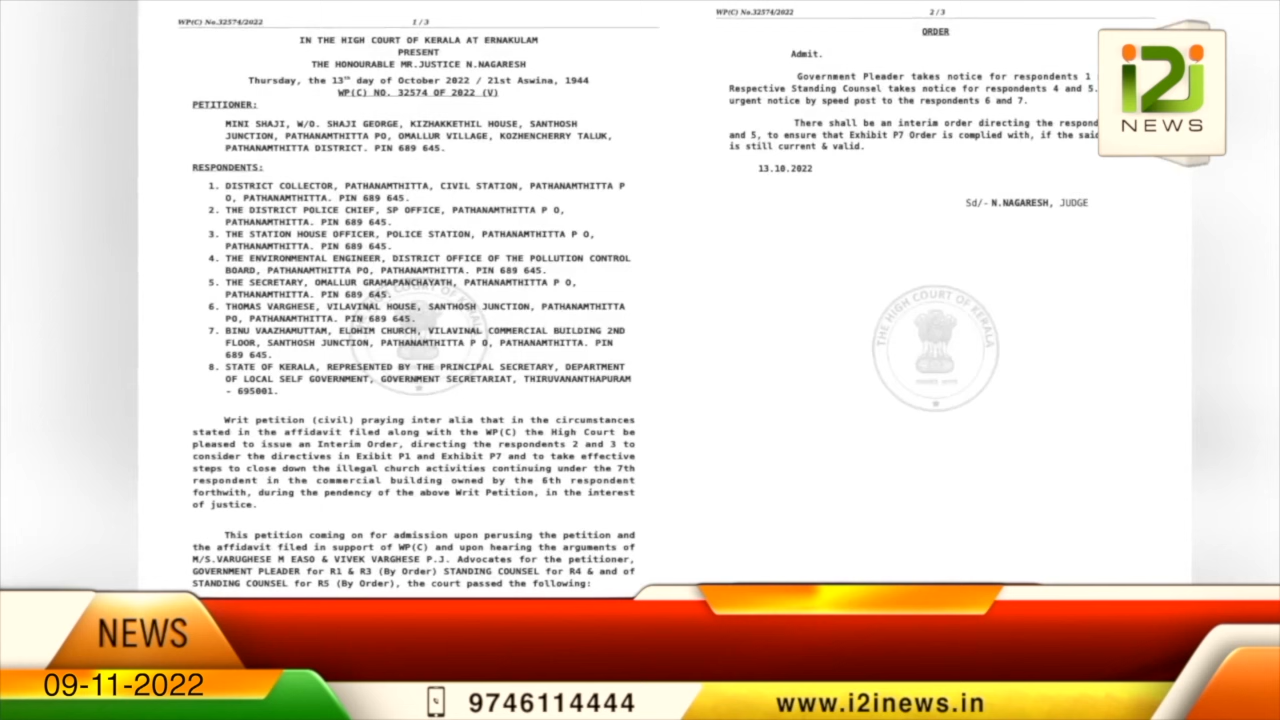 WP(C) No.32574/2022
1 / 3
IN THE HIGH COURT OF KERALA AT ERNAKULAM
PRESENT
THE HONOURABLE MR.JUSTICE N.NAGARESH
Thursday, the 13th day of October 2022 / 21st Aswina, 1944
WP(C) NO. 32574 OF 2022 (V)
PETITIONER:
MINI SHAJI, W/O. SHAJI GEORGE, KIZHAKKETHIL HOUSE, SANTHOSH
JUNCTION, PATHANAMTHITTA PO, OMALLUR VILLAGE, KOZHENCHERRY TALUK,
PATHANAMTHITTA DISTRICT. PIN 689 645.
RESPONDENTS:
1. DISTRICT COLLECTOR, PATHANAMTHITTA, CIVIL STATION, PATHANAMTHITTA P
O, PATHANAMTHITTA. PIN 689 645.
2. THE DISTRICT POLICE CHIEF, SP OFFICE, PATHANAMTHITTA P O,
PATHANAMTHITTA. PIN 689 645.
3. THE STATION HOUSE OFFICER, POLICE STATION, PATHANAMTHITTA P O,
PATHANAMTHITTA. PIN 689 645.
4. THE ENVIRONMENTAL ENGINEER, DISTRICT OFFICE OF THE POLLUTION CONTROL
BOARD, PATHANAMTHITTA PO, PATHANAMTHITTA. PIN 689 645.
5. THE SECRETARY, OMALLUR GRAMAPANCHAYATH, PATHANAMTHITTA P O,
PATHANAMTHITTA. PIN 689 645.
6. THOMAS VARGHESE, VILAVINAL HOUSE, SANTHOSH JUNCTION, PATHANAMTHITTA
PO, PATHANAMTHITTA. PIN 689 645.
7. BINU VAAZHAMUTTAM, ELOHIM CHURCH, VILAVINAL COMMERCIAL BUILDING 2ND
FLOOR, SANTHOSH JUNCTION, PATHANAMTHITTA P O, PATHANAMTHITTA. PIN
689 645.
8. STATE OF KERALA, REPRESENTED BY THE PRINCIPAL SECRETARY, DEPARTMENT
OF LOCAL SELF GOVERNMENT, GOVERNMENT SECRETARIAT, THIRUVANANTHAPURAM
- 695001.
Writ petition (civil) praying inter alia that in the circumstances
stated in the affidavit filed along with the WP(C) the High Court be
pleased to issue an Interim Order, directing the respondents 2 and 3 to
consider the directives in Exibit P1 and Exhibit P7 and to take effective
steps to close down the illegal church activities continuing under the 7th
respondent in the commercial building owned by the 6th respondent
forthwith, during the pendency of the above Writ Petition, in the interest
of justice.
This petition coming on for admission upon perusing the petition and
the affidavit filed in support of WP(C) and upon hearing the arguments of
M/S.VARUGHESE M EASO & VIVEK VARGHESE P.J. Advocates for the petitioner,
GOVERNMENT PLEADER for R1 & R3 (By Order) STANDING COUNSEL for R4 & and of
STANDING COUNSEL for R5 (By Order), the court passed the following:
WP(C) No.32574/2022
2 / 3
ORDER
Admit.
Government Pleader takes notice for respondents 1
Respective Standing Counsel takes notice for respondents 4 and 5.
urgent notice by speed post to the respondents 6 and 7.
There shall be an interim order directing the respond
and 5, to ensure that Exhibit P7 Order is complied with, if the said
is still current & valid.
13.10.2022
Sd/- N.NAGARESH, JUDGE
THE HIGH COURT OF KERALA
i2i
NEWS
NEWS
09-11-2022
9746114444
www.i2inews.in